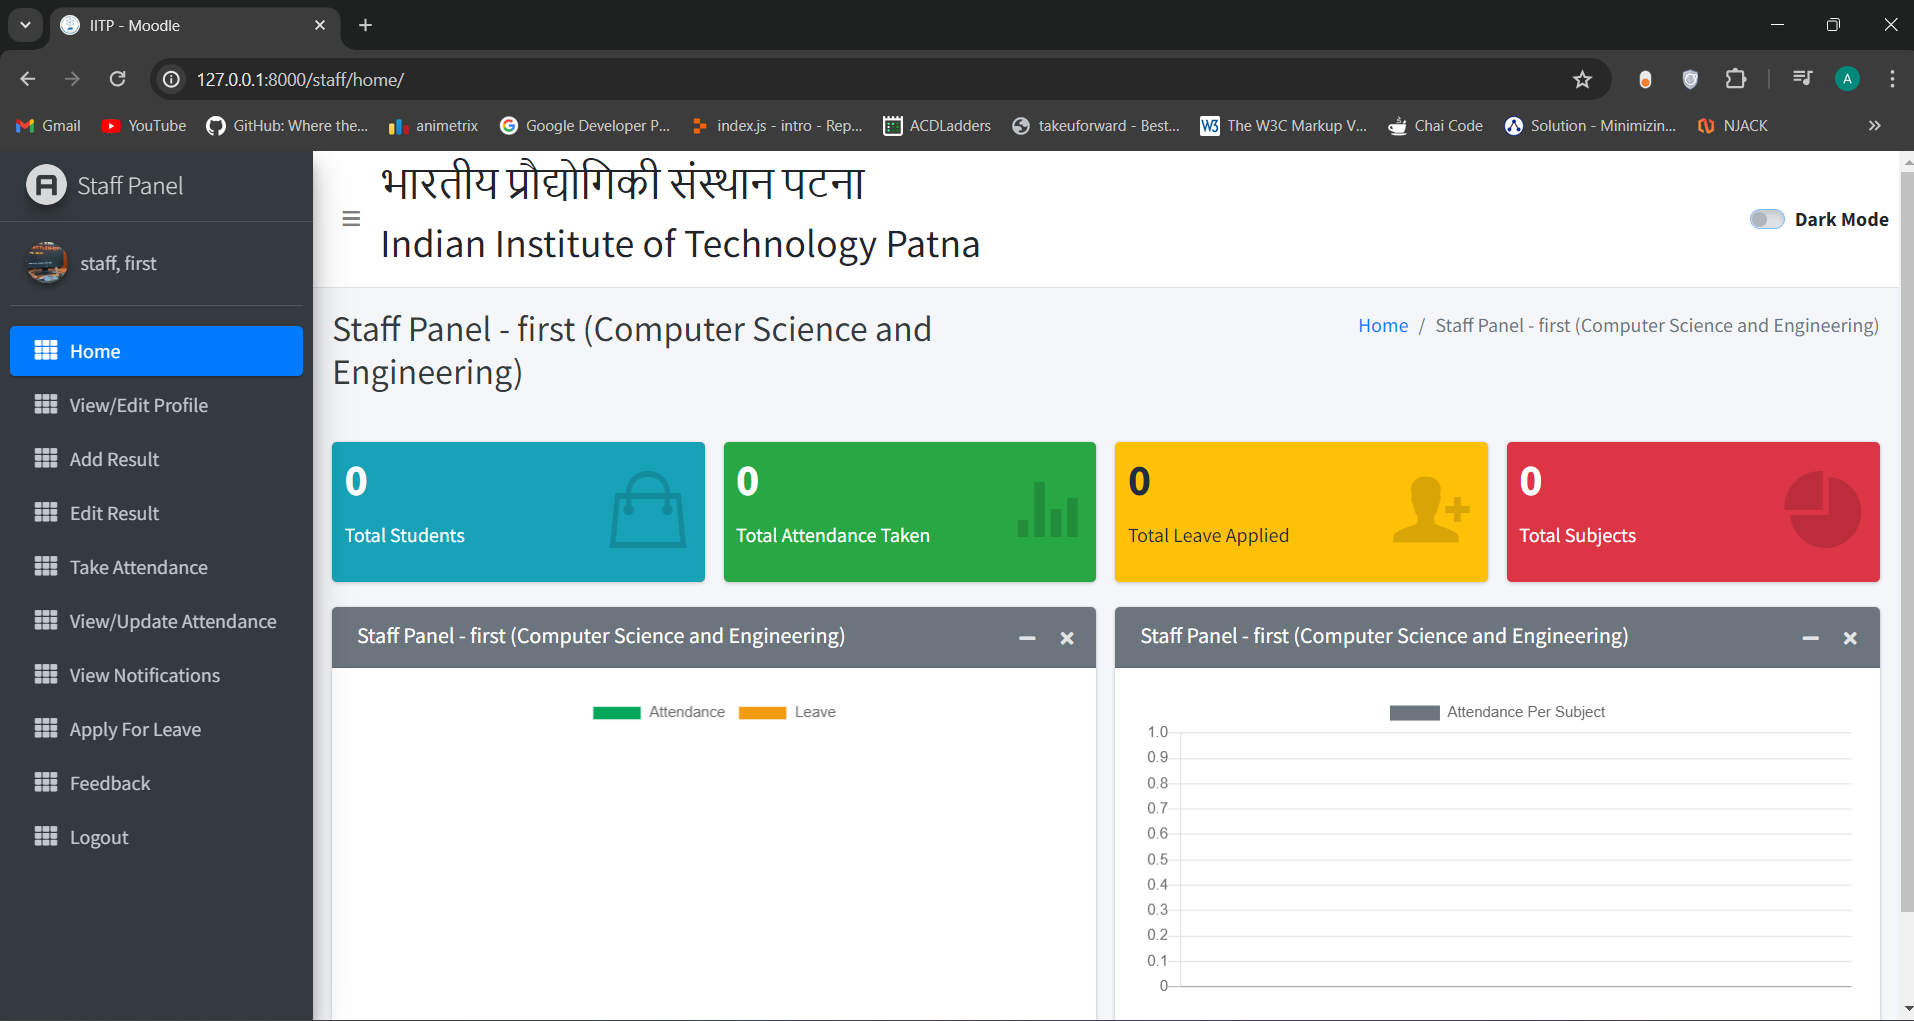 IITP - Moodle
127.0.0.1:8000/staff/home/
A
Gmail
YouTube
GitHub: Where the...
animetrix
Google Developer P...
index.js - intro - Rep...
ACDLadders
takeuforward - Best...
The W3C Markup V...
Chai Code
Solution - Minimizin...
NJACK
Staff Panel
staff, first
Home
View/Edit Profile
Add Result
Edit Result
Take Attendance
View/Update Attendance
View Notifications
Apply For Leave
Feedback
Logout
भारतीय प्रौद्योगिकी संस्थान पटना
Indian Institute of Technology Patna
Dark Mode
Staff Panel - first (Computer Science and
Engineering)
Home / Staff Panel - first (Computer Science and Engineering)
0
Total Students
0
Total Attendance Taken
0
Total Leave Applied
0
Total Subjects
Staff Panel - first (Computer Science and Engineering)
Attendance
Leave
Staff Panel - first (Computer Science and Engineering)
Attendance Per Subject
1.0
0.9
0.8
0.7
0.6
0.5
0.4
0.3
0.2
0.1
0